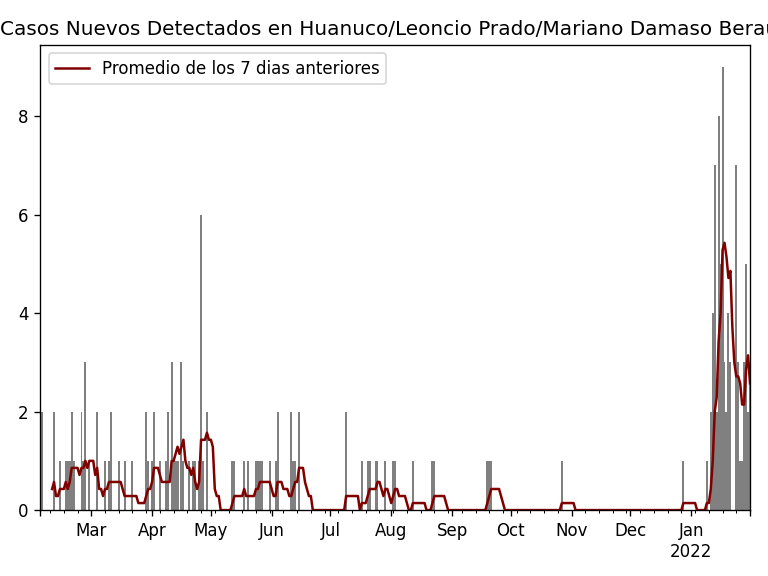 Casos Nuevos Detectados en Huanuco/Leoncio Prado/Mariano Damaso Berau
Promedio de los 7 dias anteriores
8
6
4
2
0
Mar Apr May Jun Jul Aug Sep Oct Nov Dec Jan
2022